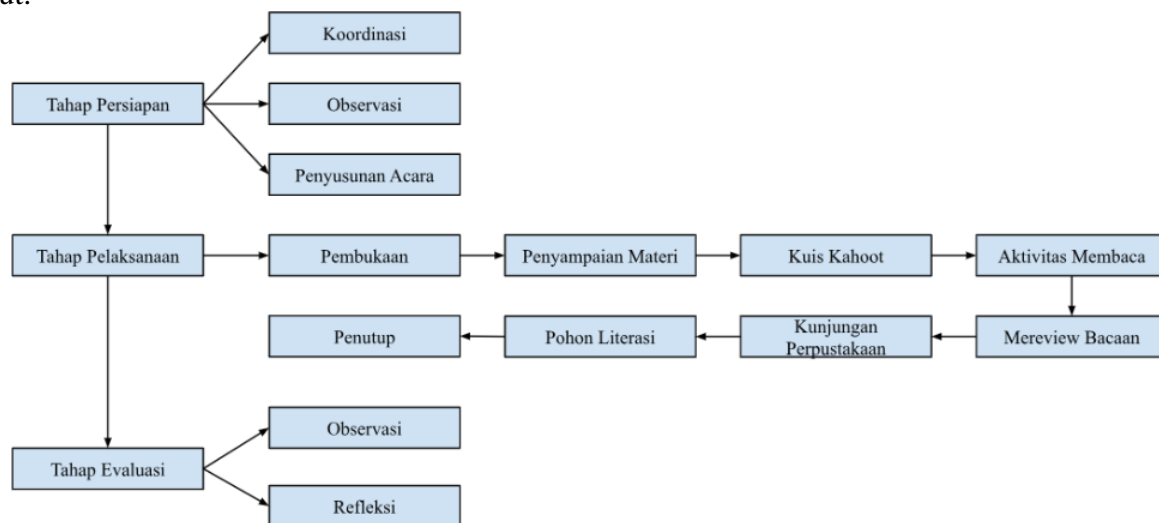 Koordinasi
Tahap Persiapan
Observasi
Penyusunan Acara
Tahap Pelaksanaan
Pembukaan
Penyampaian Materi
Kuis Kahoot
Aktivitas Membaca
Mereview Bacaan
Kunjungan
Perpustakaan
Pohon Literasi
Penutup
Tahap Evaluasi
Observasi
Refleksi